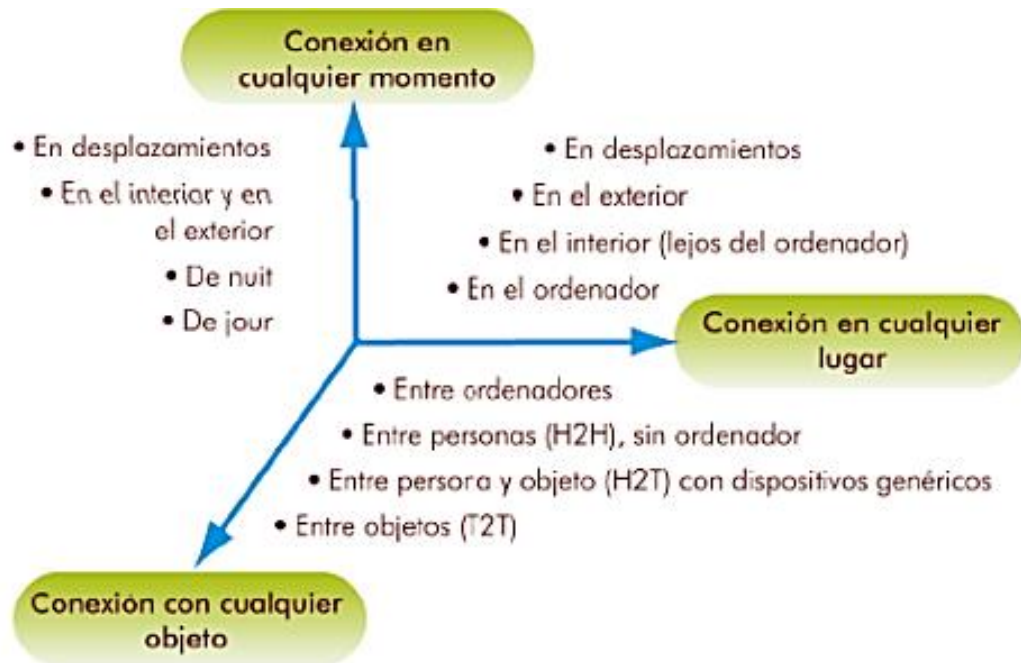 Conexión en
cualquier momento
• En desplazamientos
• En el interior y en
el exterior
• De nuit
• De jour
• En desplazamientos
• En el exterior
• En el interior (lejos del ordenador)
• En el ordenador
Conexión en cualquier
lugar
• Entre ordenadores
• Entre personas (H2H), sin ordenador
• Entre persora y objeto (H2T) con dispositivos genéricos
• Entre objetos (T2T)
Conexión con cualquier
objeto